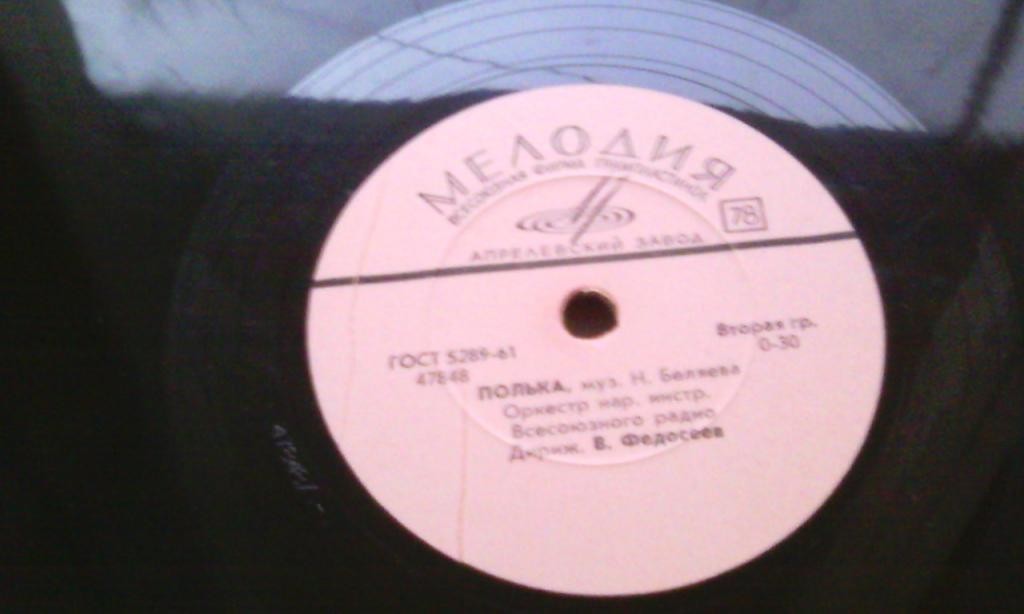 МЕЛОДИЯ
ВСЕСОЮЗНАЯ ФИРМА ГРАМПЛАСТИНОК
78
АПРЕЛЕВСКИЙ ЗАВОД
ГОСТ 5289-61
47848
Вторая гр.
0-30
ПОЛЬКА, муз. Н. Беляева
Оркестр нар. инстр.
Всесоюзного радио
Дириж. В. Федосеев